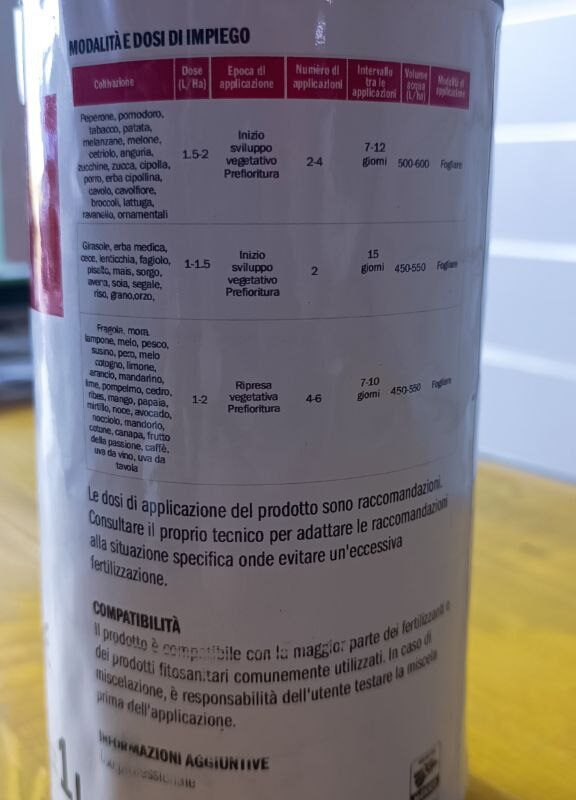 MODALITÀ E DOSI DI IMPIEGO
Coltivazione
Dose
(L/Ha)
Epoca di
applicazione
Numero di
applicazioni
Intervallo
tra le
applicazioni
Volume
acqua
(L/ha)
Modalità di
applicazione
Peperone, pomodoro,
tabacco, patata,
melanzane, melone,
cetriolo, anguria,
zucchine, zucca, cipolla,
porro, erba cipollina,
cavolo, cavolfiore,
broccoli, lattuga,
ravanello, ornamentali
1.5-2
Inizio
sviluppo
vegetativo
Prefioritura
2-4
7-12
giorni
500-600
Fogliare
Girasole, erba medica,
cece, lenticchia, fagiolo,
pisello, mais, sorgo,
avena, soia, segale,
riso, grano,orzo,
1-1.5
Inizio
sviluppo
vegetativo
Prefioritura
2
15
giorni
450-550
Fogliare
Fragola, mora,
lampone, melo, pesco,
susino, pero, melo
cotogno, limone,
arancio, mandarino,
lime, pompelmo, cedro,
ribes, mango, papaia,
mirtillo, noce, avocado,
nocciolo, mandorlo,
cotone, canapa, frutto
della passione, caffè,
uva da vino, uva da
tavola
1-2
Ripresa
vegetativa
Prefioritura
4-6
7-10
giorni
450-550
Fogliare
Le dosi di applicazione del prodotto sono raccomandazioni.
Consultare il proprio tecnico per adattare le raccomandazioni
alla situazione specifica onde evitare un'eccessiva
fertilizzazione.
COMPATIBILITÀ
Il prodotto è compatibile con la maggior parte dei fertilizzanti e
dei prodotti fitosanitari comunemente utilizzati. In caso di
miscelazione, è responsabilità dell'utente testare la miscela
prima dell'applicazione.
INFORMAZIONI AGGIUNTIVE
Uso professionale
1L